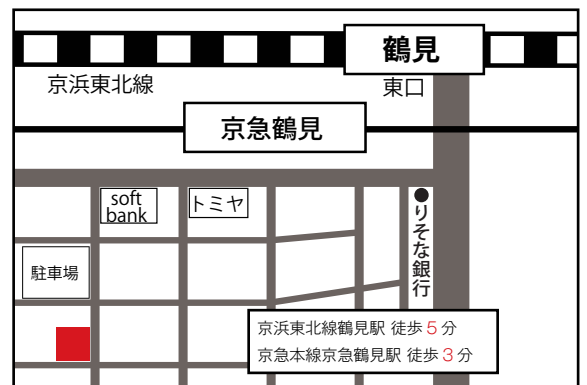 鶴見
京浜東北線
東口
京急鶴見
soft
bank
トミヤ
●りそな銀行
駐車場
京浜東北線鶴見駅 徒歩5分
京急本線京急鶴見駅 徒歩3分